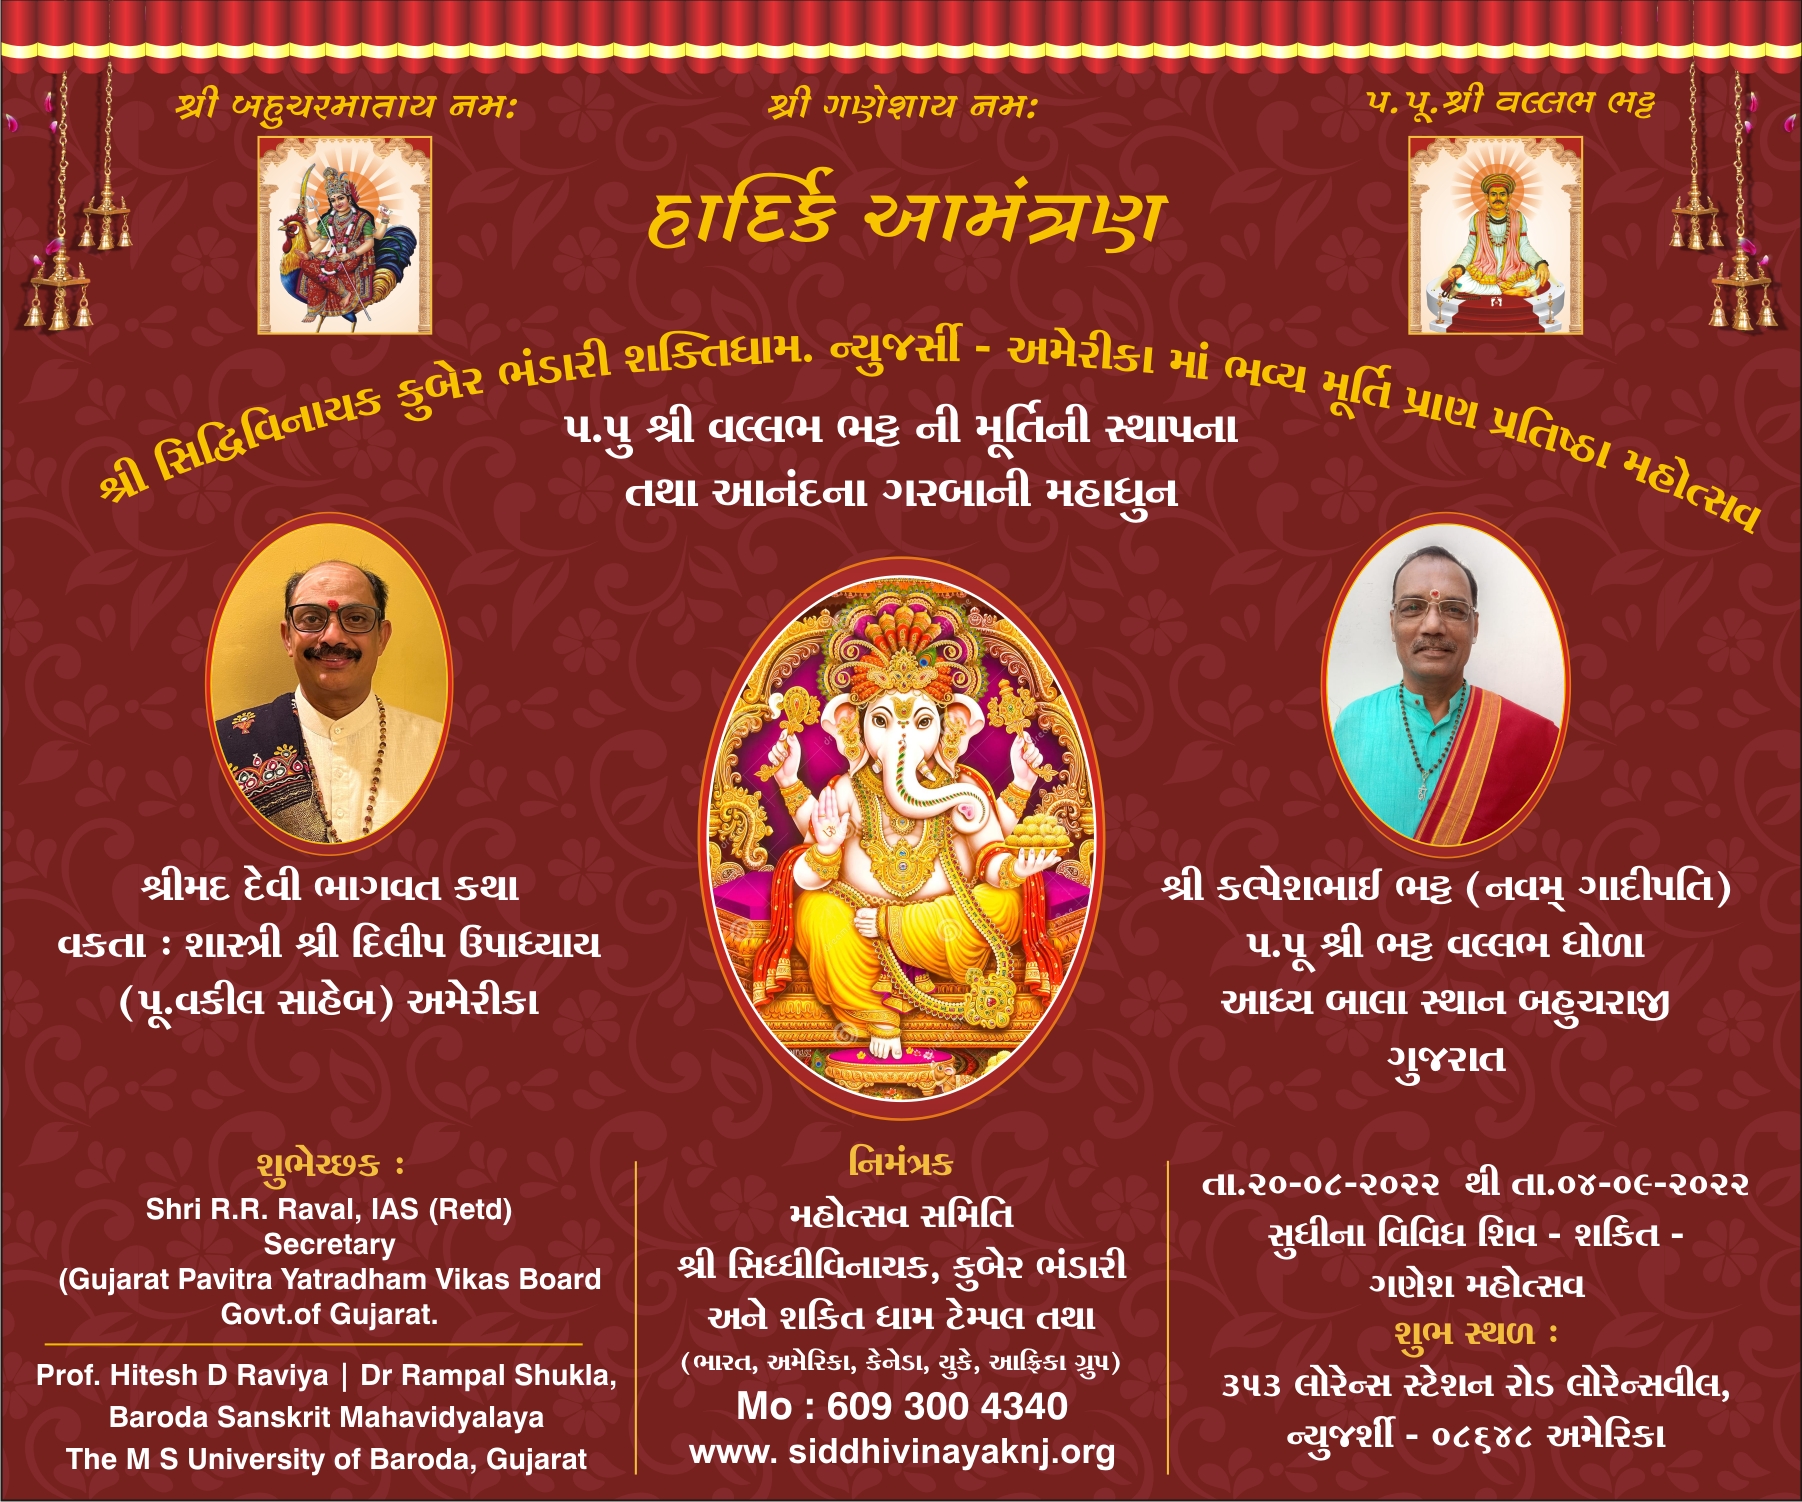 શ્રી બહુચરમાતાય નમ:
શ્રી ગણેશાય નમ:
પ.પૂ.શ્રી વલ્લભ ભટ્ટ
હાર્દિક આમંત્રણ
શ્રી સિદ્ધિવિનાયક કુબેર ભંડારી શક્તિધામ. ન્યુજર્સી - અમેરીકા માં ભવ્ય મૂર્તિ પ્રાણ પ્રતિષ્ઠા મહોત્સવ
પ.પુ શ્રી વલ્લભ ભટ્ટ ની મૂર્તિની સ્થાપના
તથા આનંદના ગરબાની મહાધુન
શ્રીમદ દેવી ભાગવત કથા
વકતા : શાસ્ત્રી શ્રી દિલીપ ઉપાધ્યાય
(પૂ.વકીલ સાહેબ) અમેરીકા
શ્રી કલ્પેશભાઈ ભટ્ટ (નવમ્ ગાદીપતિ)
પ.પૂ શ્રી ભટ્ટ વલ્લભ ધોળા
આધ્ય બાલા સ્થાન બહુચરાજી
ગુજરાત
શુભેચ્છક :
Shri R.R. Raval, IAS (Retd)
Secretary
(Gujarat Pavitra Yatradham Vikas Board
Govt.of Gujarat.
Prof. Hitesh D Raviya | Dr Rampal Shukla,
Baroda Sanskrit Mahavidyalaya
The M S University of Baroda, Gujarat
નિમંત્રક
મહોત્સવ સમિતિ
શ્રી સિધ્ધીવિનાયક, કુબેર ભંડારી
અને શકિત ધામ ટેમ્પલ તથા
(ભારત, અમેરિકા, કેનેડા, યુકે, આફ્રિકા ગ્રુપ)
Mo : 609 300 4340
www. siddhivinayaknj.org
તા.૨૦-૦૮-૨૦૨૨ થી તા.૦૪-૦૯-૨૦૨૨
સુધીના વિવિધ શિવ - શકિત -
ગણેશ મહોત્સવ
શુભ સ્થળ :
૩૫૩ લોરેન્સ સ્ટેશન રોડ લોરેન્સવીલ,
ન્યુજર્શી - ૦૮૬૪૮ અમેરિકા